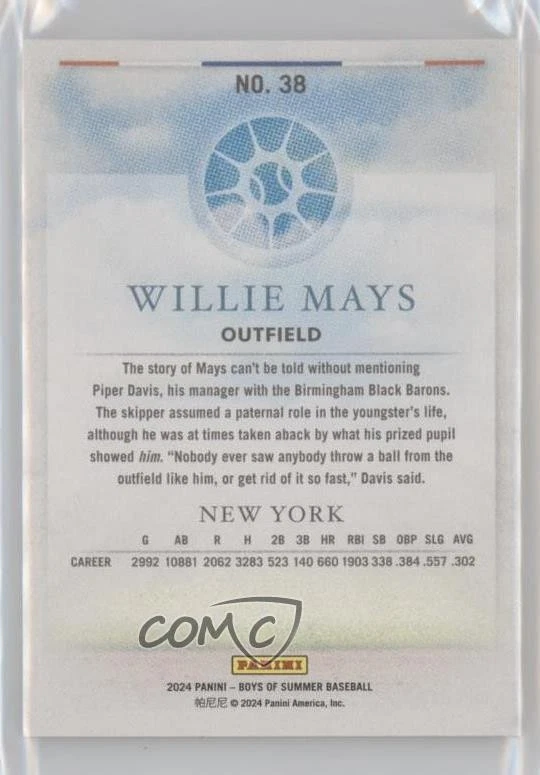 NO. 38
WILLIE MAYS
OUTFIELD
The story of Mays can't be told without mentioning
Piper Davis, his manager with the Birmingham Black Barons.
The skipper assumed a paternal role in the youngster's life,
although he was at times taken aback by what his prized pupil
showed him. “Nobody ever saw anybody throw a ball from the
outfield like him, or get rid of it so fast,” Davis said.
NEW YORK
G AB R H 2B 3B HR RBI SB OBP SLG AVG
CAREER 2992 10881 2062 3283 523 140 660 1903 338 .384 .557 .302
COMC
PANINI
2024 PANINI – BOYS OF SUMMER BASEBALL
帕尼尼 © 2024 Panini America, Inc.